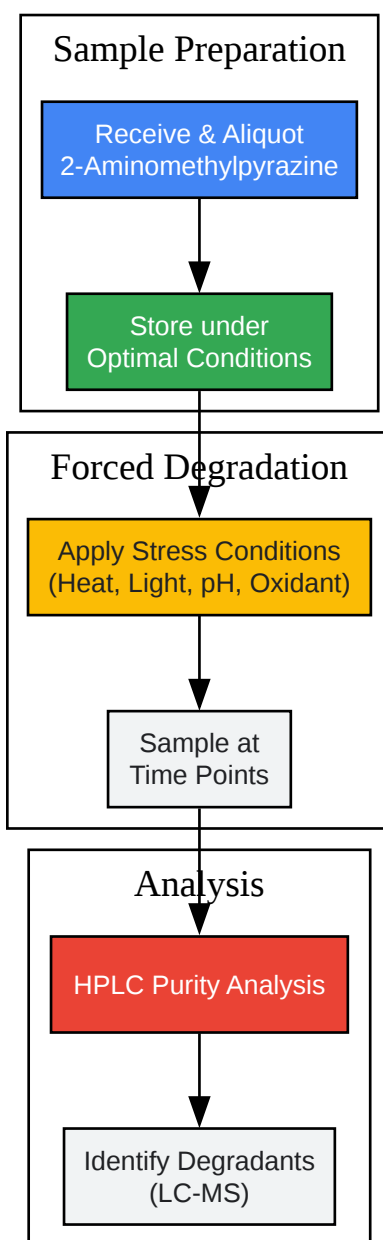 Sample Preparation
Receive & Aliquot
2-Aminomethylpyrazine
Store under
Optimal Conditions
Forced Degradation
Apply Stress Conditions
(Heat, Light, pH, Oxidant)
Sample at
Time Points
Analysis
HPLC Purity Analysis
Identify Degradants
(LC-MS)